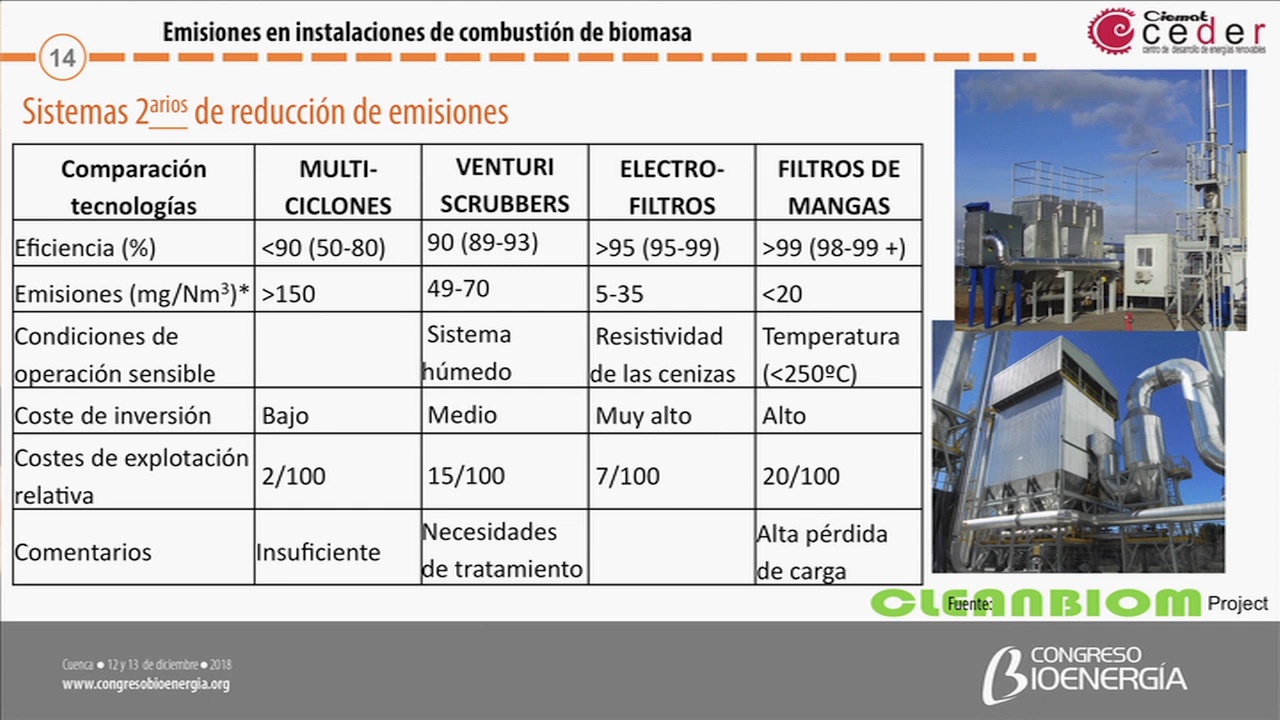 Emisiones en instalaciones de combustión de biomasa
Ciemat
ceder
centro de desarrollo de energías renovables
14
Sistemas 2arios de reducción de emisiones
Comparación tecnologías | MULTI-CICLONES | VENTURI SCRUBBERS | ELECTRO-FILTROS | FILTROS DE MANGAS
Eficiencia (%) | <90 (50-80) | 90 (89-93) | >95 (95-99) | >99 (98-99 +)
Emisiones (mg/Nm³)* | >150 | 49-70 | 5-35 | <20
Condiciones de operación sensible | | Sistema húmedo | Resistividad de las cenizas | Temperatura (<250ºC)
Coste de inversión | Bajo | Medio | Muy alto | Alto
Costes de explotación relativa | 2/100 | 15/100 | 7/100 | 20/100
Comentarios | Insuficiente | Necesidades de tratamiento | | Alta pérdida de carga
Fuente: CLEANBIOM Project
Cuenca ● 12 y 13 de diciembre ● 2018
www.congresobioenergia.org
CONGRESO
BIOENERGÍA